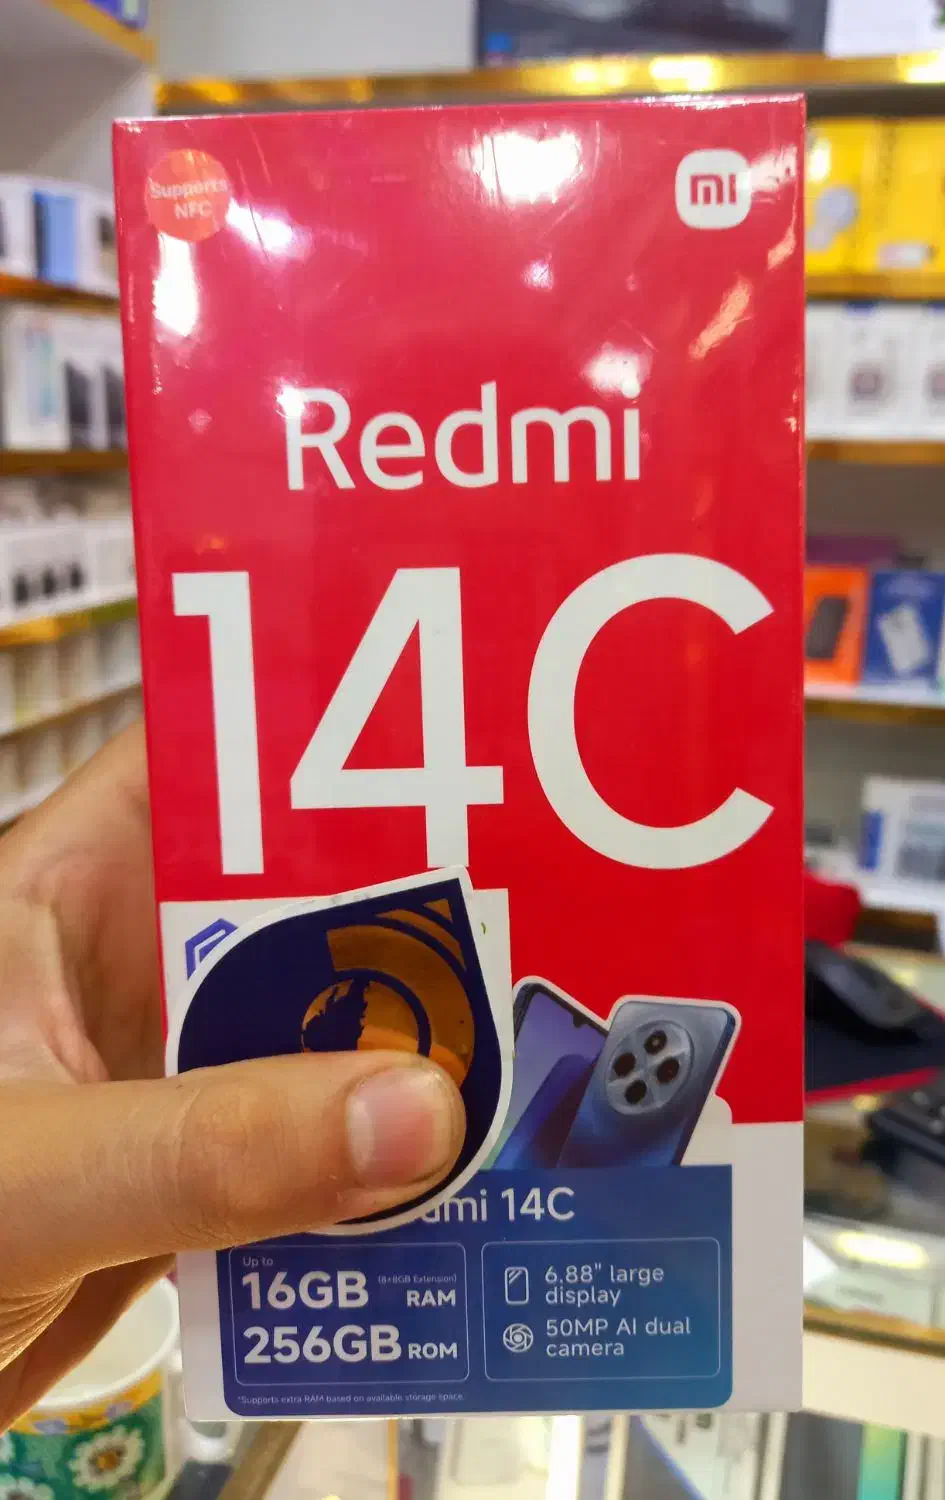 Supports
NFC
mi
Redmi
14C
dmi 14C
Up to
16GB (8+8GB Extension)
RAM
256GB ROM
6.88" large
display
50MP AI dual
camera
*Supports extra RAM based on available storage space.